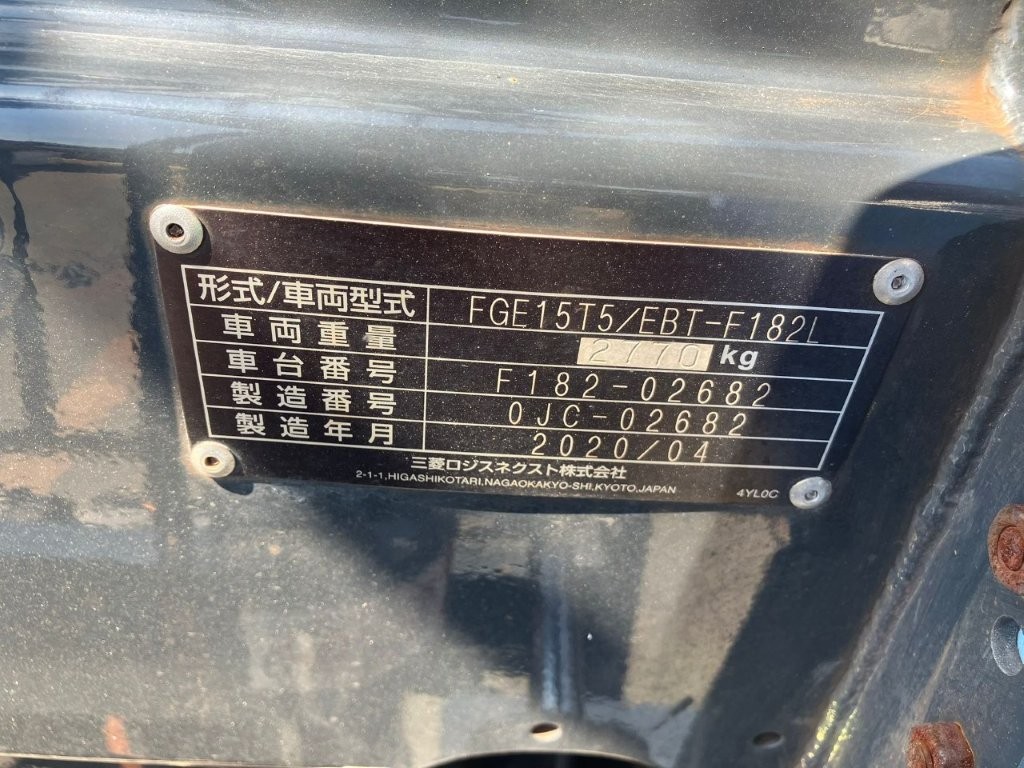 形式/車両型式 FGE15T5/EBT-F182L
車両重量 2770 kg
車台番号 F182-02682
製造番号 0JC-02682
製造年月 2020/04
三菱ロジスネクスト株式会社
2-1-1,HIGASHIKOTARI,NAGAOKAKYO-SHI,KYOTO,JAPAN 4YL0C